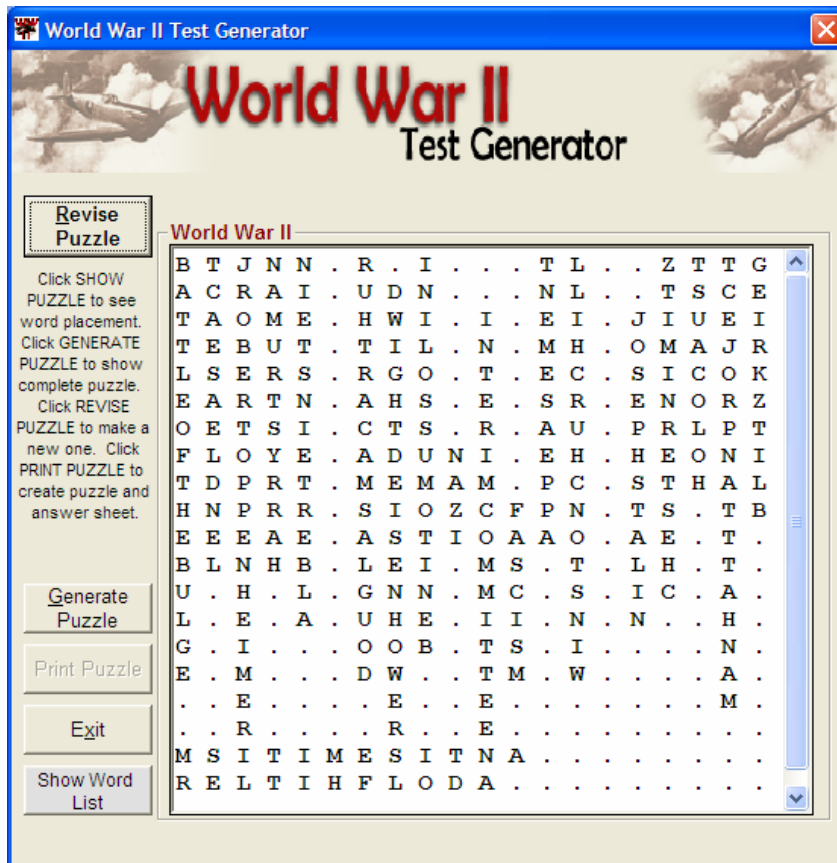 World War II Test Generator
World War II
Test Generator
Revise
Puzzle
Click SHOW
PUZZLE to see
word placement.
Click GENERATE
PUZZLE to show
complete puzzle.
Click REVISE
PUZZLE to make a
new one. Click
PRINT PUZZLE to
create puzzle and
answer sheet.
Generate
Puzzle
Print Puzzle
Exit
Show Word
List
World War II
B T J N N . R . I . . . T L . . Z T T G
A C R A I . U D N . . . N L . . T S C E
T A O M E . H W I . I . E I . J I U E I
T E B U T . T I L . N . M H . O M A J R
L S E R S . R G O . T . E C . S I C O K
E A R T N . A H S . E . S R . E N O R Z
O E T S I . C T S . R . A U . P R L P T
F L O Y E . A D U N I . E H . H E O N I
T D P R T . M E M A M . P C . S T H A L
H N P R R . S I O Z C F P N . T S . T B
E E E A E . A S T I O A A O . A E . T .
B L N H B . L E I . M S . T . L H . T .
U . H . L . G N N . M C . S . I C . A .
L . E . A . U H E . I I . N . N . . H .
G . I . . . O O B . T S . I . . . . N .
E . M . . . D W . . T M . W . . . . A .
. . E . . . . E . . E . . . . . . . M .
. . R . . . . R . . E . . . . . . . . .
M S I T I M E S I T N A . . . . . . . .
R E L T I H F L O D A . . . . . . . . .